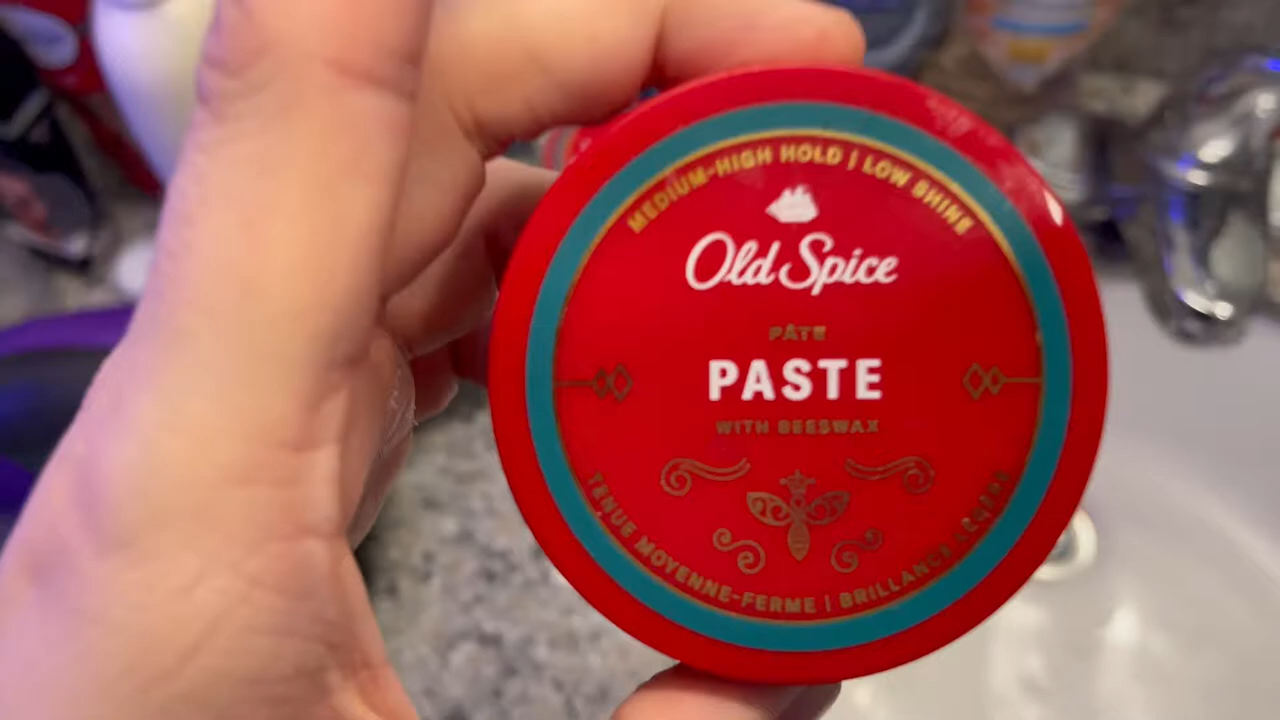 MEDIUM-HIGH HOLD | LOW SHINE
Old Spice
PÂTE
PASTE
WITH BEESWAX
TENUE MOYENNE-FERME | BRILLANCE LÉGÈRE